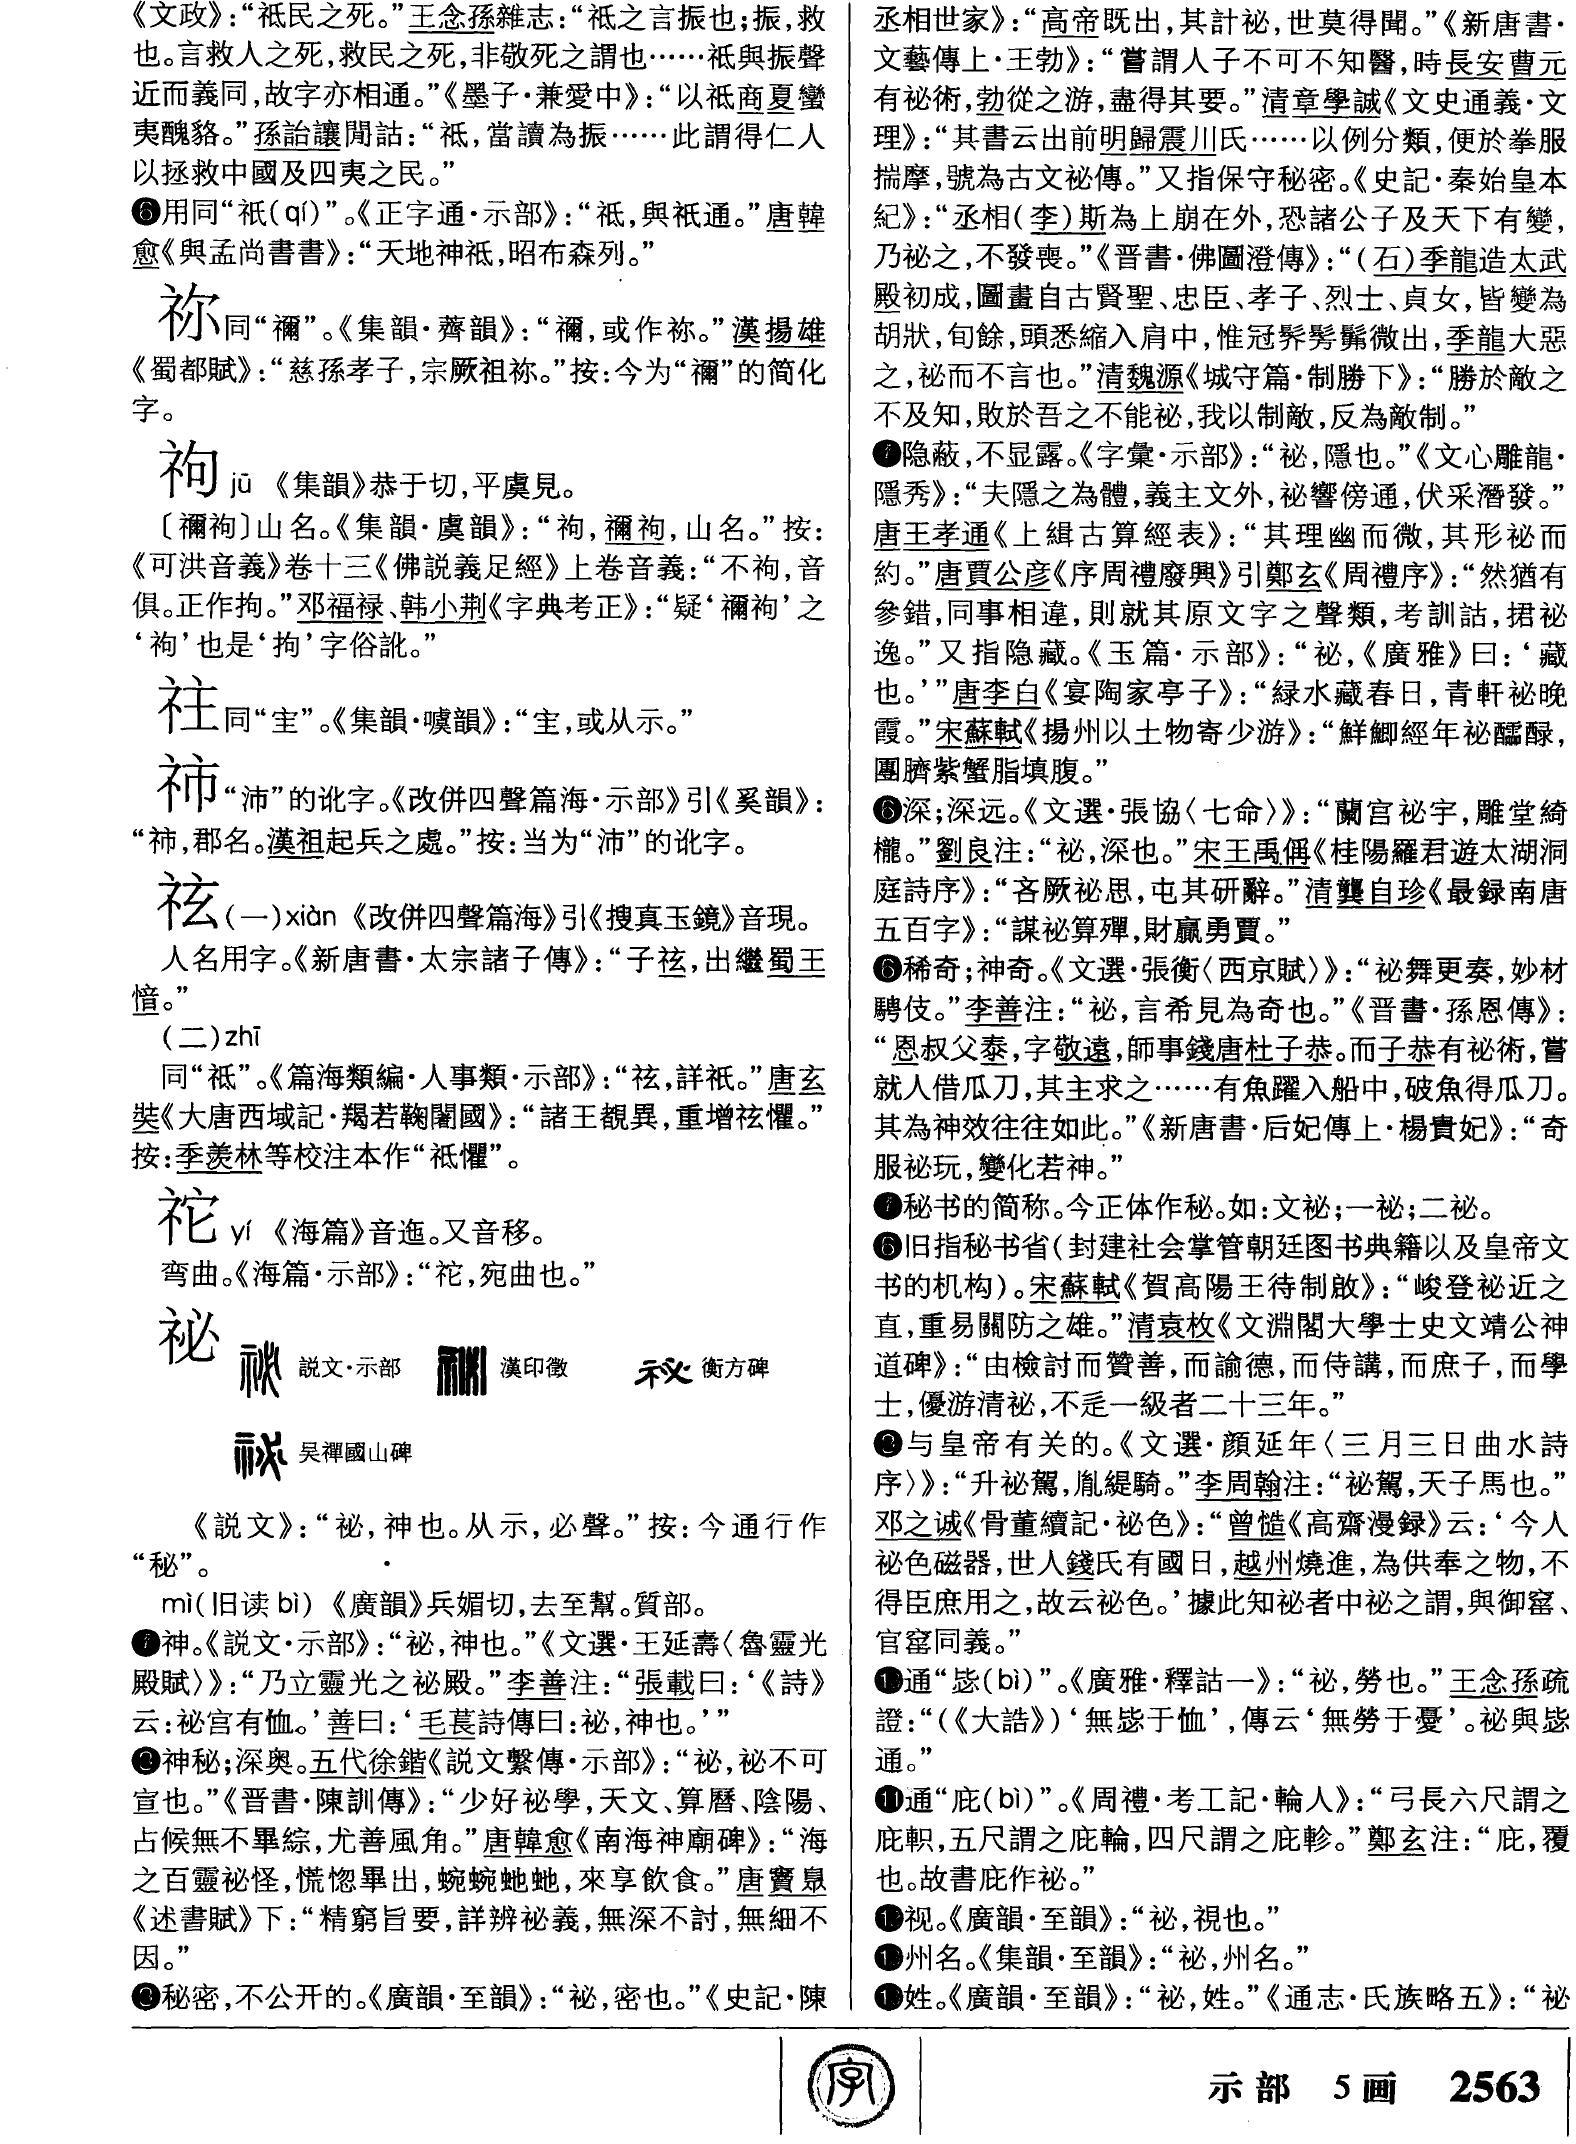 《文政》：“祗民之死。”王念孫雜志：“祗之言振也；振，救
也。言救人之死，救民之死，非敬死之謂也……祗與振聲
近而義同，故字亦相通。”《墨子·兼愛中》：“以祗商夏蠻
夷醜貉。”孫詒讓閒詁：“祗，當讀為振……此謂得仁人
以拯救中國及四夷之民。”
❻用同“祇(qí)”。《正字通·示部》：“祗，與祇通。”唐韓
愈《與孟尚書書》：“天地神祗，昭布森列。”
祢 同“禰”。《集韻·薺韻》：“禰，或作祢。”漢揚雄
《蜀都賦》：“慈孫孝子，宗厥祖祢。”按：今为“禰”的简化
字。
袧 jū 《集韻》恭于切，平虞見。
〔禰袧〕山名。《集韻·虞韻》：“袧，禰袧，山名。”按：
《可洪音義》卷十三《佛説義足經》上卷音義：“不袧，音
俱。正作拘。”邓福禄、韩小荆《字典考正》：“疑‘禰袧’之
‘袧’也是‘拘’字俗訛。”
祩 同“宔”。《集韻·噳韻》：“宔，或从示。”
“沛”的讹字。《改併四聲篇海·示部》引《奚韻》：
“，郡名。漢祖起兵之處。”按：当为“沛”的讹字。
祛 (一)xiàn 《改併四聲篇海》引《搜真玉鏡》音現。
人名用字。《新唐書·太宗諸子傳》：“子，出繼蜀王
愔。”
(二)zhī
同“祗”。《篇海類編·人事類·示部》：“，詳祇。”唐玄
奘《大唐西域記·羯若鞠闍國》：“諸王覩異，重增懼。”
按：季羡林等校注本作“祗懼”。
yí 《海篇》音迤。又音移。
弯曲。《海篇·示部》：“，宛曲也。”
祕
説文·示部 漢印徵 衡方碑
吴禪國山碑
《説文》：“祕，神也。从示，必聲。”按：今通行作
“秘”。
mì(旧读bì) 《廣韻》兵媚切，去至幫。質部。
❶神。《説文·示部》：“祕，神也。”《文選·王延壽〈魯靈光
殿賦〉》：“乃立靈光之祕殿。”李善注：“張載曰：‘《詩》
云：祕宫有恤。’善曰：‘毛萇詩傳曰：祕，神也。’”
❷神秘；深奥。五代徐鍇《説文繫傳·示部》：“祕，祕不可
宣也。”《晋書·陳訓傳》：“少好祕學，天文、算曆、陰陽、
占候無不畢綜，尤善風角。”唐韓愈《南海神廟碑》：“海
之百靈祕怪，慌惚畢出，蜿蜿虵虵，來享飲食。”唐竇臮
《述書賦》下：“精窮旨要，詳辨祕義，無深不討，無細不
因。”
❸秘密，不公开的。《廣韻·至韻》：“祕，密也。”《史記·陳
丞相世家》：“高帝既出，其計祕，世莫得聞。”《新唐書·
文藝傳上·王勃》：“嘗謂人子不可不知醫，時長安曹元
有祕術，勃從之游，盡得其要。”清章學誠《文史通義·文
理》：“其書云出前明歸震川氏……以例分類，便於拳服
揣摩，號為古文祕傳。”又指保守秘密。《史記·秦始皇本
紀》：“丞相(李)斯為上崩在外，恐諸公子及天下有變，
乃祕之，不發喪。”《晋書·佛圖澄傳》：“(石)季龍造太武
殿初成，圖畫自古賢聖、忠臣、孝子、烈士、貞女，皆變為
胡狀，旬餘，頭悉縮入肩中，惟冠髣髴微出，季龍大惡
之，祕而不言也。”清魏源《城守篇·制勝下》：“勝於敵之
不及知，敗於吾之不能祕，我以制敵，反為敵制。”
隐蔽，不显露。《字彙·示部》：“祕，隱也。”《文心雕龍·
隱秀》：“夫隱之為體，義主文外，祕響傍通，伏采潛發。”
唐王孝通《上緝古算經表》：“其理幽而微，其形祕而
約。”唐賈公彦《序周禮廢興》引鄭玄《周禮序》：“然猶有
參錯，同事相違，則就其原文字之聲類，考訓詁，捃祕
逸。”又指隐藏。《玉篇·示部》：“祕，《廣雅》曰：‘藏
也。’”唐李白《宴陶家亭子》：“緑水藏春日，青軒祕晚
霞。”宋蘇軾《揚州以土物寄少游》：“鮮鯽經年祕醽醁，
團臍紫蟹脂填腹。”
深；深远。《文選·張協〈七命〉》：“蘭宫祕宇，雕堂綺
櫳。”劉良注：“祕，深也。”宋王禹偁《桂陽羅君遊太湖洞
庭詩序》：“吝厥祕思，屯其研辭。”清龔自珍《最録南唐
五百字》：“謀祕算殫，財贏勇賈。”
❻稀奇；神奇。《文選·張衡〈西京賦〉》：“祕舞更奏，妙材
騁伎。”李善注：“祕，言希見為奇也。”《晋書·孫恩傳》：
“恩叔父泰，字敬遠，師事錢唐杜子恭。而子恭有祕術，嘗
就人借瓜刀，其主求之……有魚躍入船中，破魚得瓜刀。
其為神效往往如此。”《新唐書·后妃傳上·楊貴妃》：“奇
服祕玩，變化若神。”
秘书的简称。今正体作秘。如：文祕；一祕；二祕。
旧指秘书省(封建社会掌管朝廷图书典籍以及皇帝文
书的机构)。宋蘇軾《賀高陽王待制啟》：“峻登祕近之
直，重易關防之雄。”清袁枚《文淵閣大學士史文靖公神
道碑》：“由檢討而贊善，而諭德，而侍講，而庶子，而學
士，優游清祕，不迋一級者二十三年。”
与皇帝有关的。《文選·顔延年〈三月三日曲水詩
序〉》：“升祕駕，胤緹騎。”李周翰注：“祕駕，天子馬也。”
邓之诚《骨董續記·祕色》：“曾慥《高齋漫録》云：‘今人
祕色磁器，世人錢氏有國日，越州燒進，為供奉之物，不
得臣庶用之，故云祕色。’據此知祕者中祕之謂，與御窰、
官窰同義。”
通“毖(bì)”。《廣雅·釋詁一》：“祕，勞也。”王念孫疏
證：“(《大誥》)‘無毖于恤’，傳云‘無勞于憂’。祕與毖
通。”
⓫通“庇(bì)”。《周禮·考工記·輪人》：“弓長六尺謂之
庇軹，五尺謂之庇輪，四尺謂之庇軫。”鄭玄注：“庇，覆
也。故書庇作祕。”
视。《廣韻·至韻》：“祕，視也。”
州名。《集韻·至韻》：“祕，州名。”
姓。《廣韻·至韻》：“祕，姓。”《通志·氏族略五》：“祕
字
示部 5画 2563